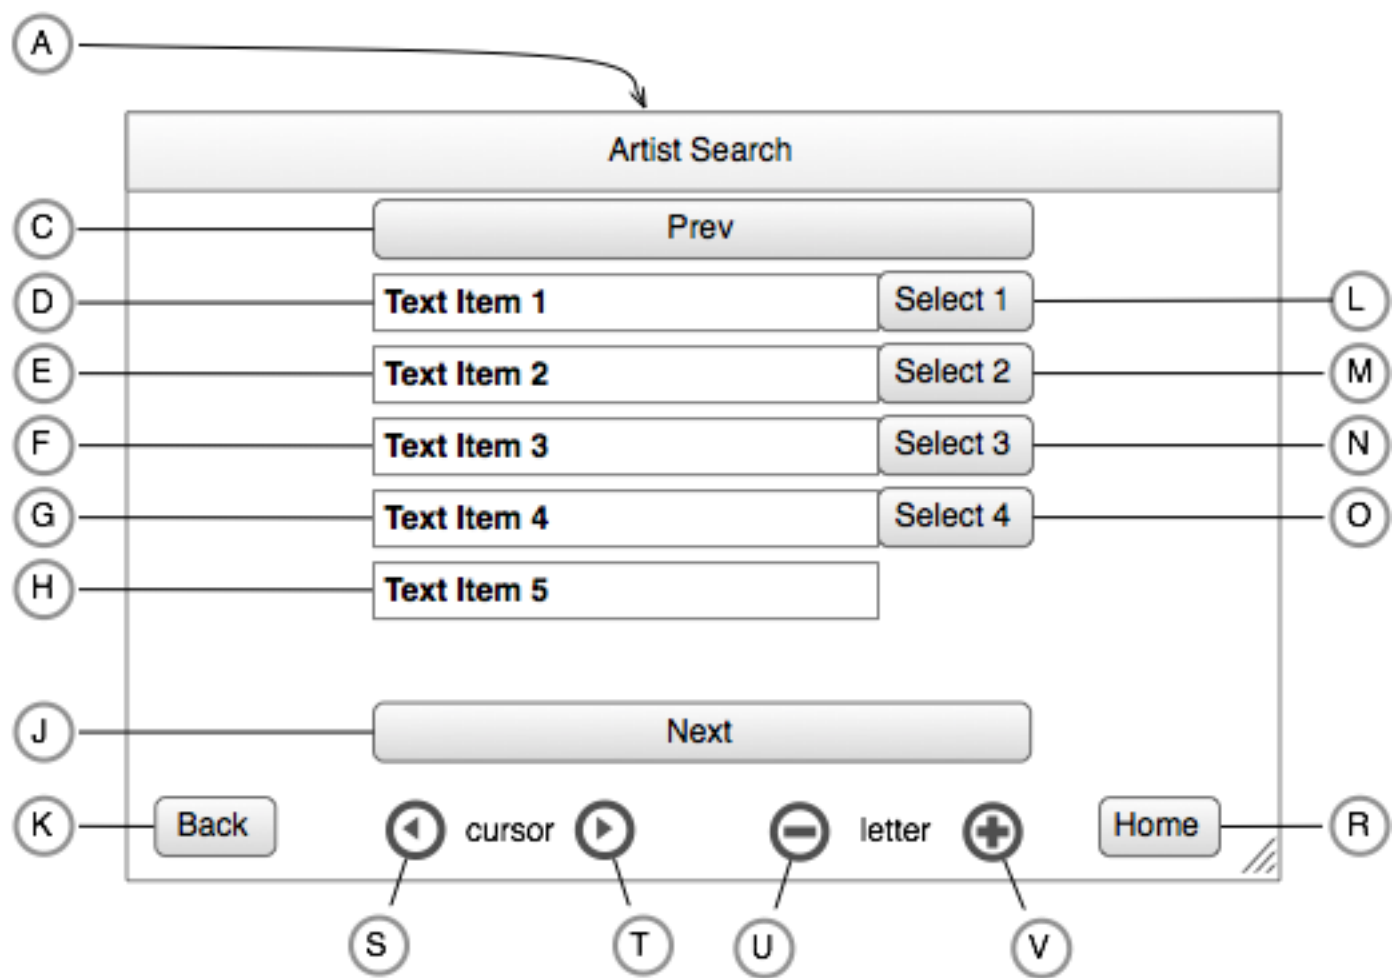 A
Artist Search
C
Prev
D
Text Item 1
Select 1
L
E
Text Item 2
Select 2
M
F
Text Item 3
Select 3
N
G
Text Item 4
Select 4
O
H
Text Item 5
J
Next
K
Back
cursor
letter
Home
R
S
T
U
V